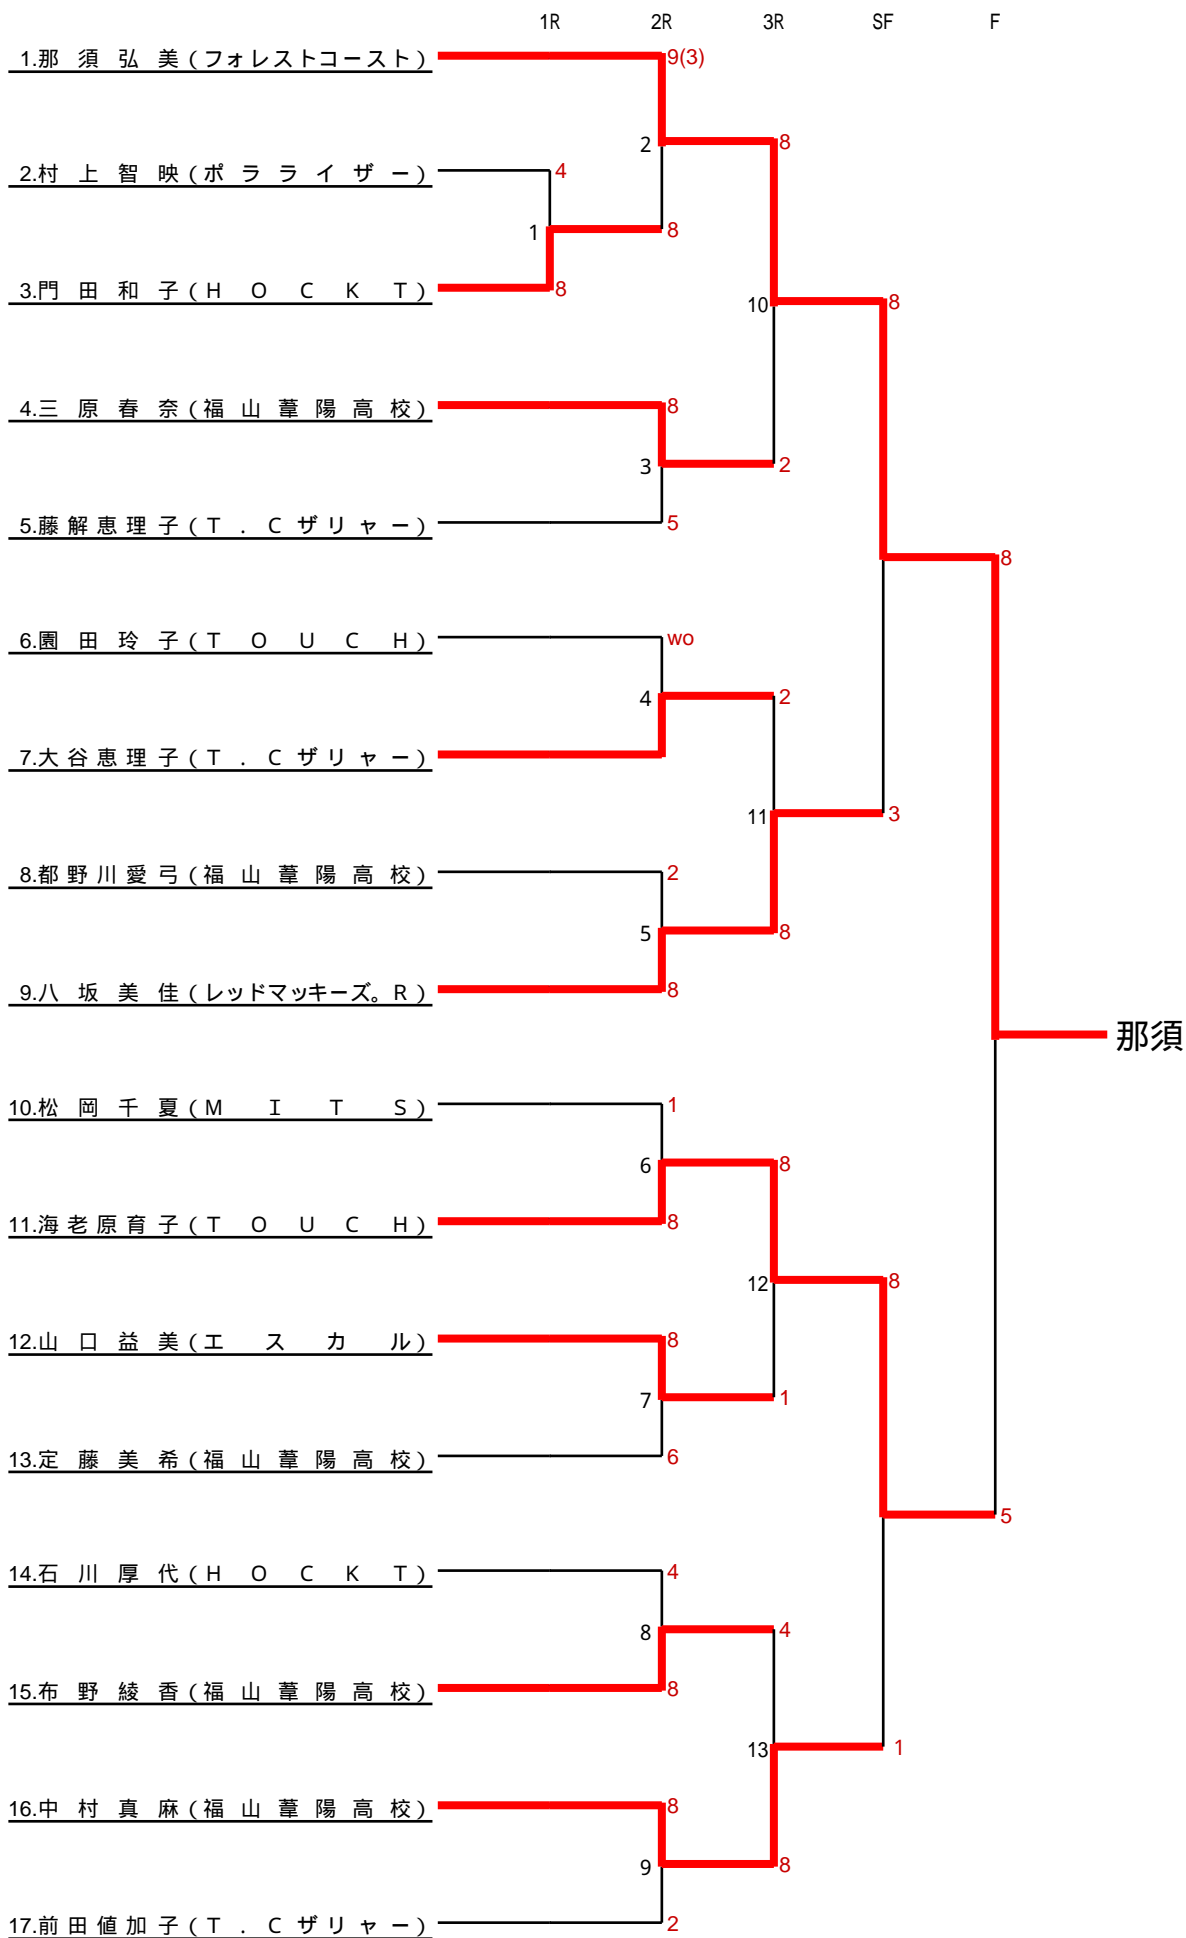 1R 2R 3R SF F
1.那須弘美(フォレストコースト) 9(3)
2 8
2.村上智映(ポラライザー) 4
1 8
3.門田和子(HOCKT) 8
10 8
4.三原春奈(福山葦陽高校) 8
3 2
5.藤解恵理子(T.Cザリャー) 5
8
6.園田玲子(TOUCH) wo
4 2
7.大谷恵理子(T.Cザリャー)
11 3
8.都野川愛弓(福山葦陽高校) 2
5 8
9.八坂美佳(レッドマッキーズ。R) 8
那須
10.松岡千夏(MITS) 1
6 8
11.海老原育子(TOUCH) 8
12 8
12.山口益美(エスカル) 8
7 1
13.定藤美希(福山葦陽高校) 6
5
14.石川厚代(HOCKT) 4
8 4
15.布野綾香(福山葦陽高校) 8
13 1
16.中村真麻(福山葦陽高校) 8
9 8
17.前田値加子(T.Cザリャー) 2